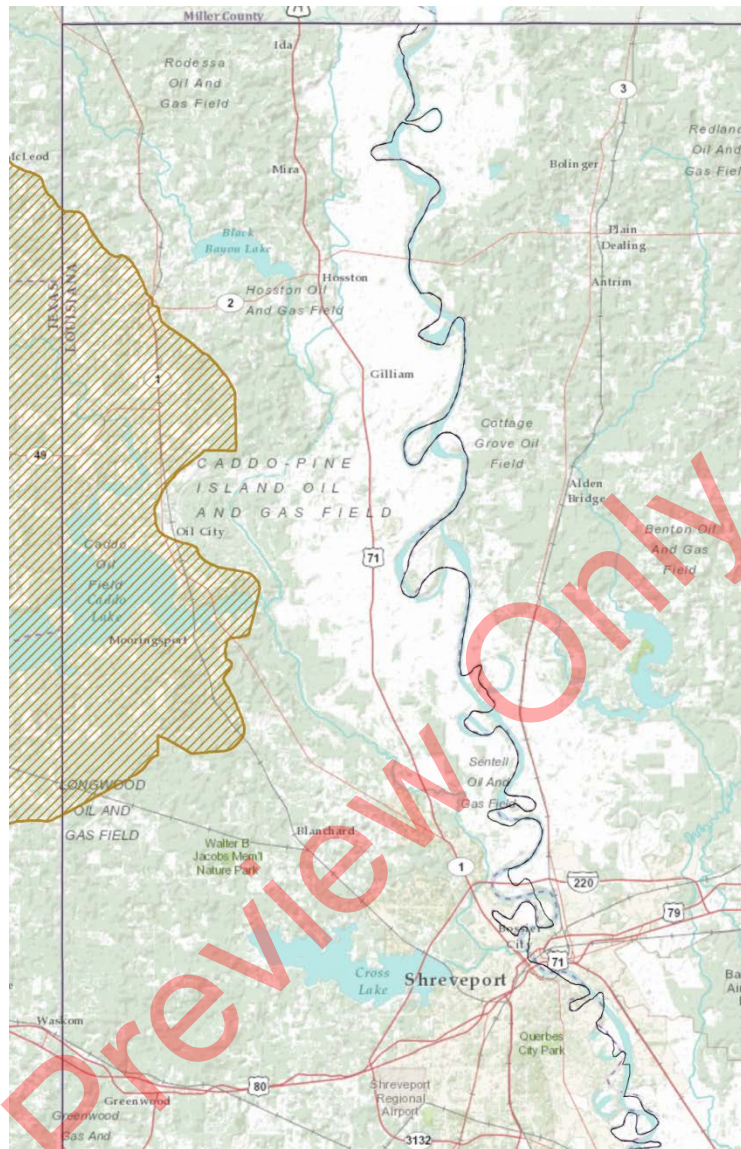 71
Miller County
Ida
Rodessa
Oil And
Gas Field
3
Redland
Oil And
Gas Field
McLeod
Mira
Bolinger
Black
Bayou Lake
Plain
Dealing
TEXAS
LOUISIANA
Hosston
Antrim
2
Hosston Oil
And Gas Field
1
Gilliam
Cottage
Grove Oil
Field
49
CADDO-PINE
ISLAND OIL
AND GAS FIELD
Alden
Bridge
Oil City
Benton Oil
And Gas
Field
Caddo
Oil
Field
Caddo
Lake
71
Mooringsport
Sentell
Oil And
Gas Field
LONGWOOD
OIL AND
GAS FIELD
Blanchard
Walter B
Jacobs Mem'l
Nature Park
1
220
79
Bossier
City
71
Cross
Lake
Shreveport
Ba
Air
Waskom
Querbes
City Park
80
Greenwood
Shreveport
Regional
Airport
Greenwood
Gas And
3132
Preview Only